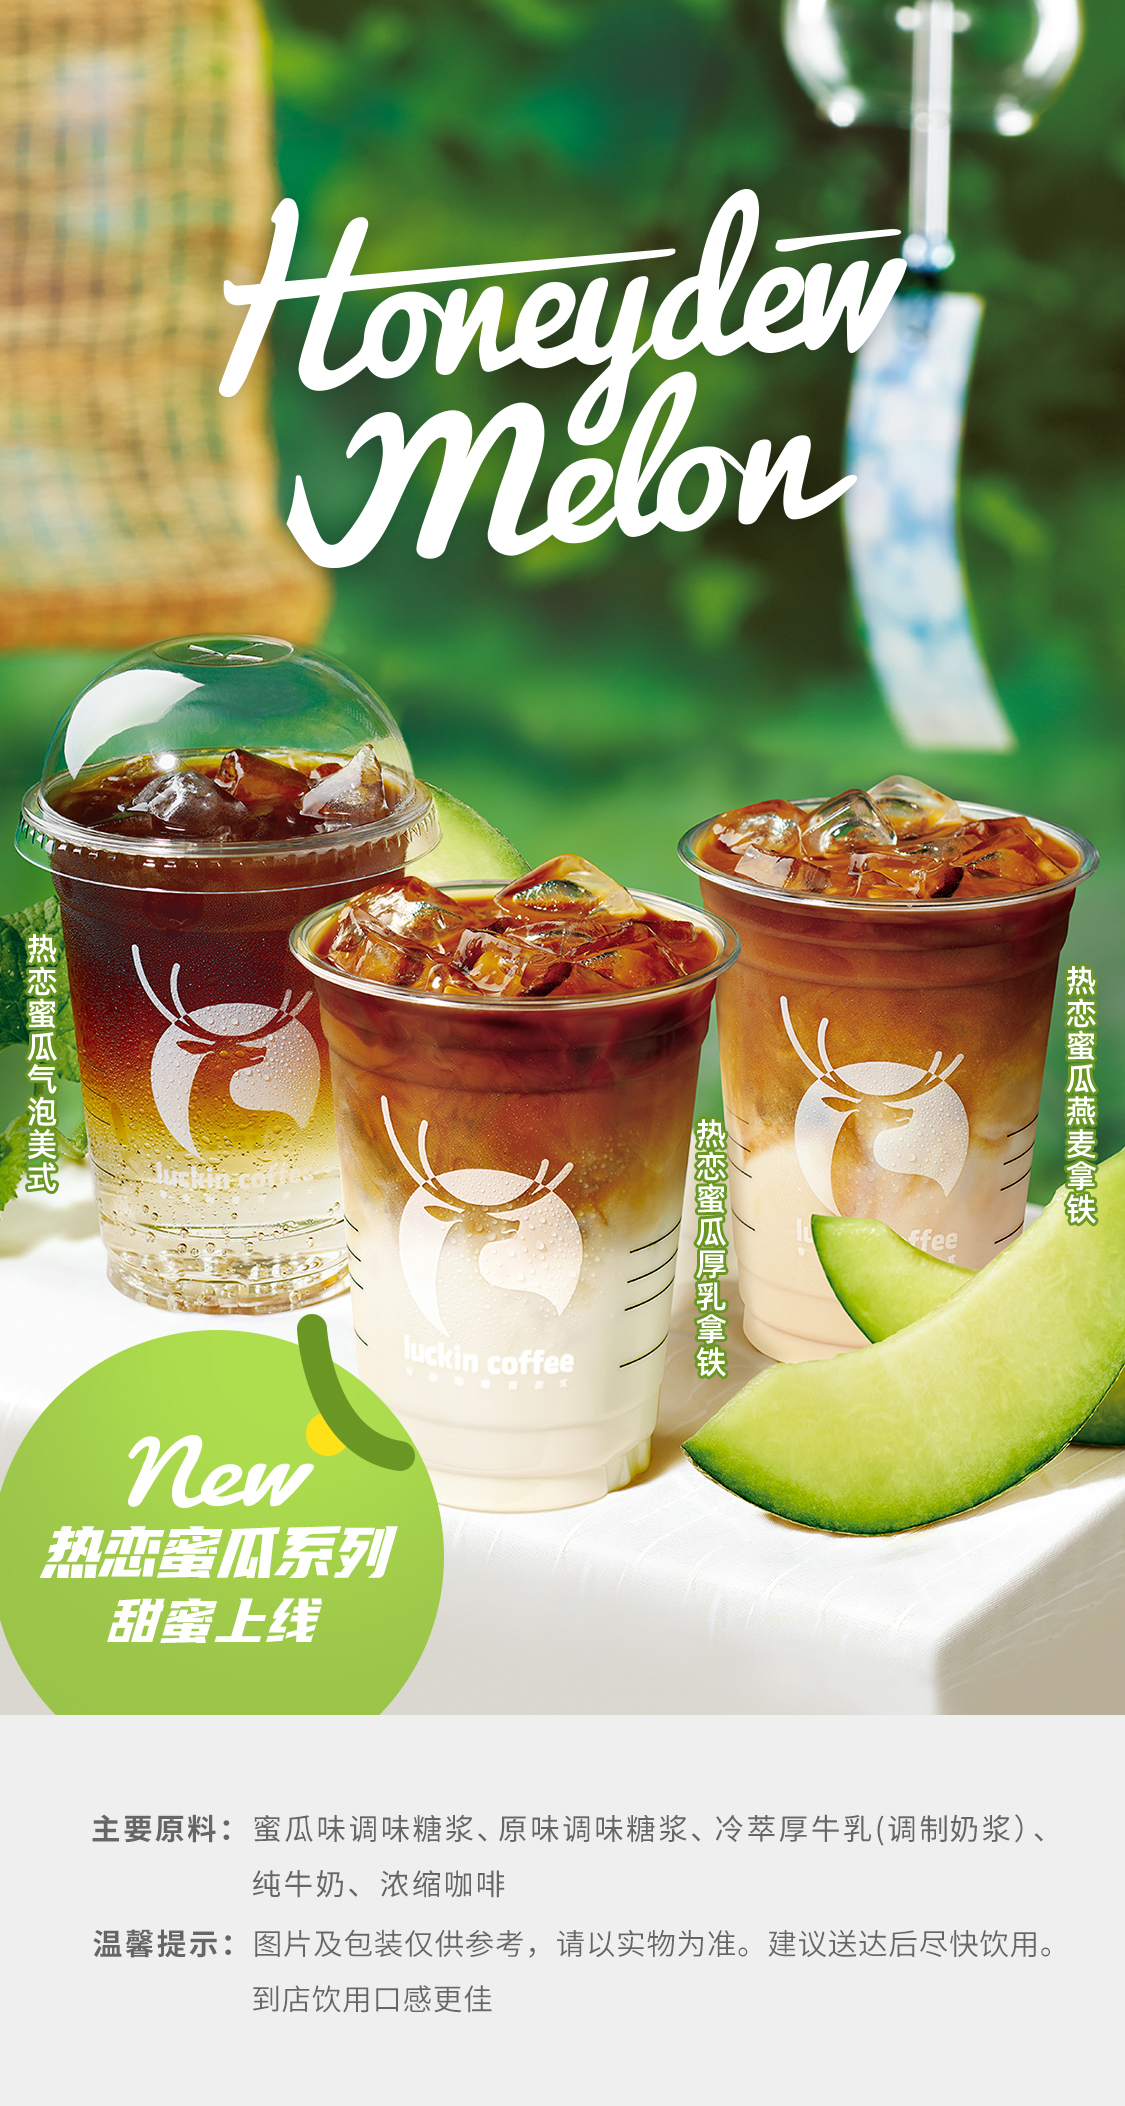 Honeydew
Melon
热恋蜜瓜气泡美式
热恋蜜瓜厚乳拿铁
热恋蜜瓜燕麦拿铁
luckin coffee
luckin coffee
New
热恋蜜瓜系列
甜蜜上线
主要原料：蜜瓜味调味糖浆、原味调味糖浆、冷萃厚牛乳(调制奶浆）、
纯牛奶、浓缩咖啡
温馨提示：图片及包装仅供参考，请以实物为准。建议送达后尽快饮用。
到店饮用口感更佳